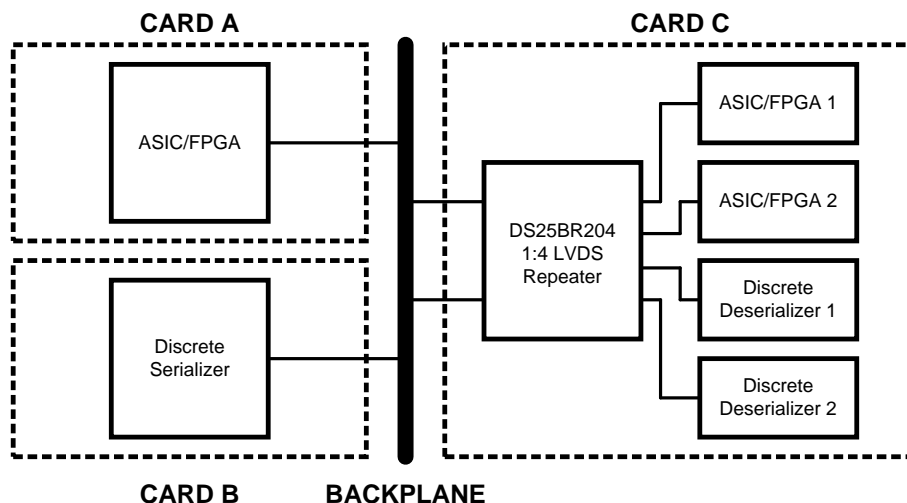 CARD A
CARD C
ASIC/FPGA
ASIC/FPGA 1
ASIC/FPGA 2
DS25BR204
1:4 LVDS
Repeater
Discrete
Deserializer 1
Discrete
Serializer
Discrete
Deserializer 2
CARD B
BACKPLANE